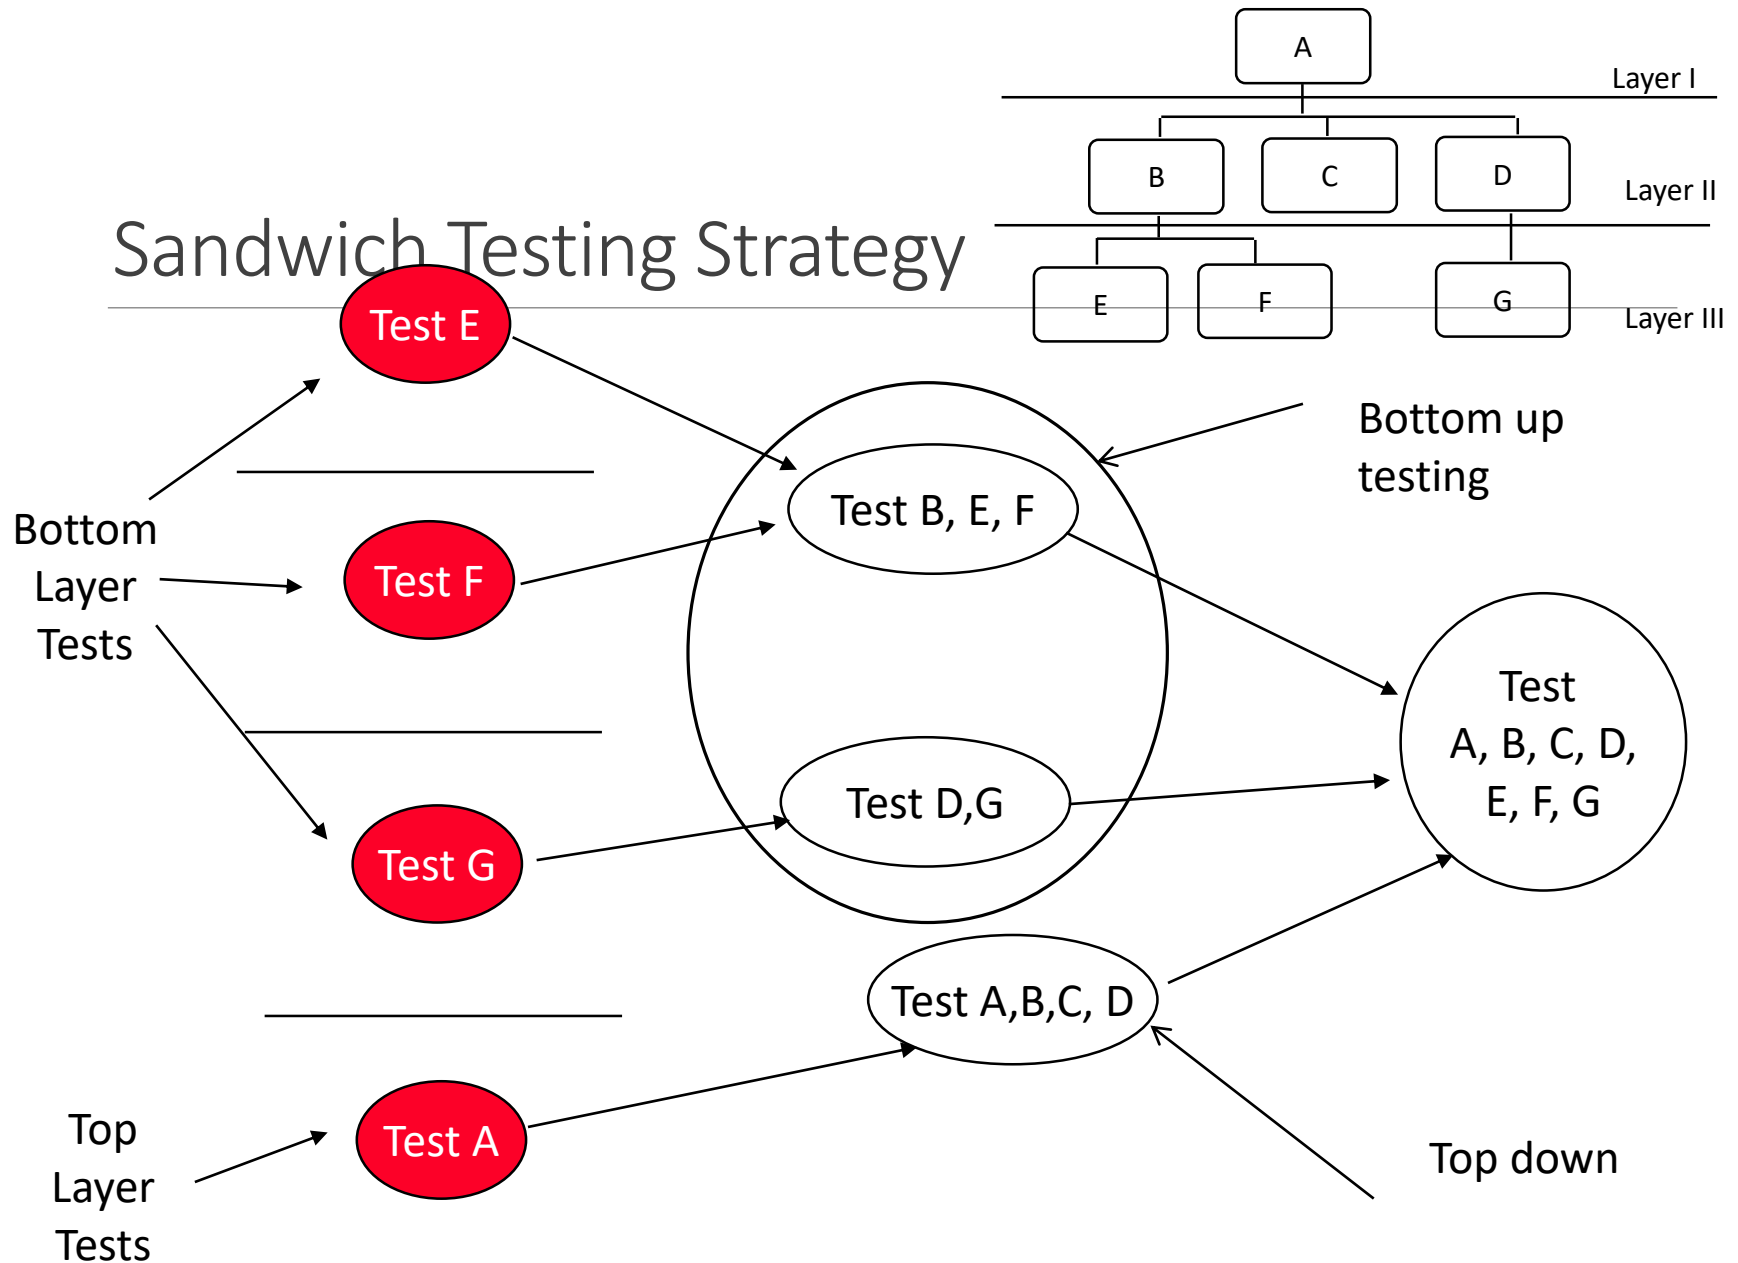 A
Layer I
B
C
D
Layer II
Sandwich Testing Strategy
E
F
G
Layer III
Test E
Bottom up
testing
Test B, E, F
Bottom
Layer
Tests
Test F
Test
A, B, C, D,
E, F, G
Test D,G
Test G
Test A,B,C, D
Top
Layer
Tests
Test A
Top down